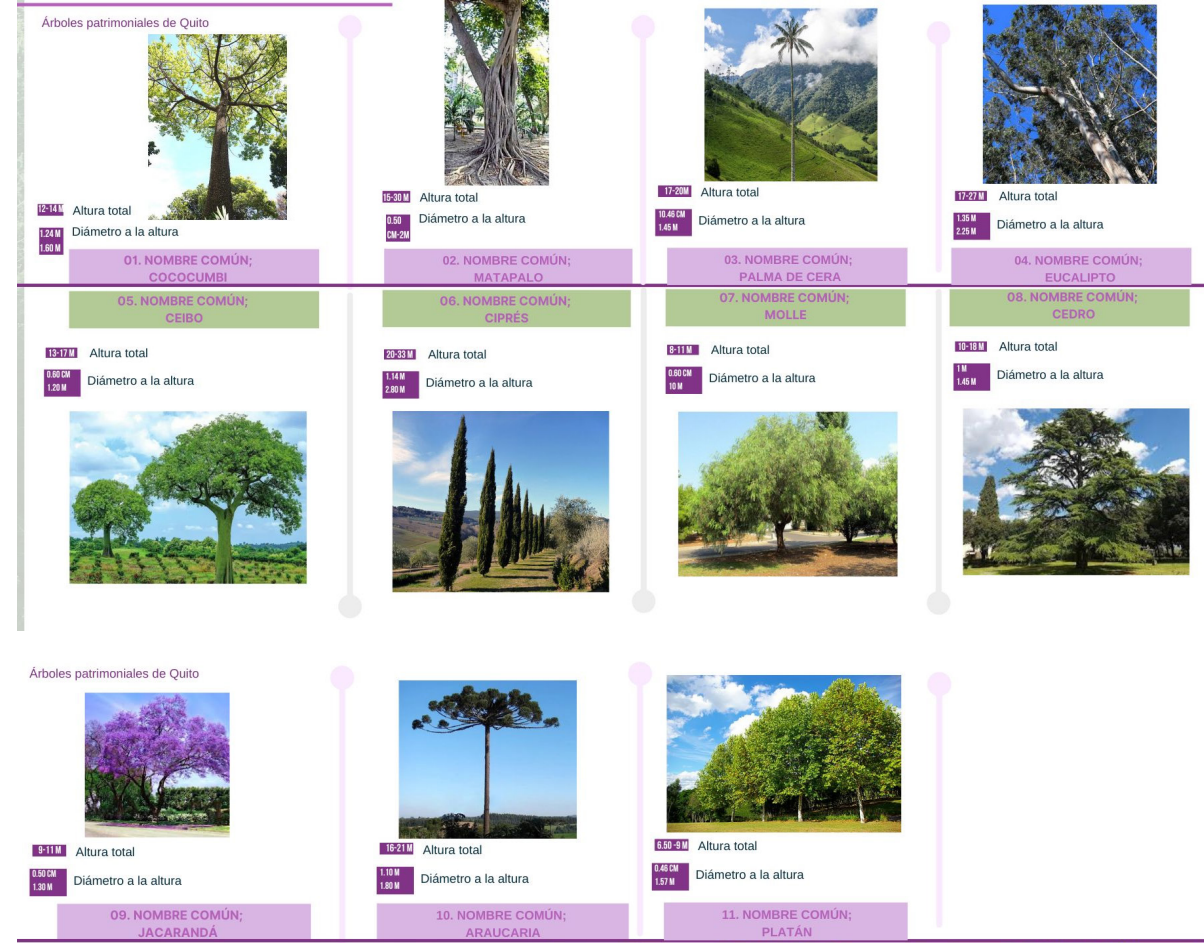 Árboles patrimoniales de Quito
12-14 M Altura total
1.24 M
1.60 M
Diámetro a la altura
01. NOMBRE COMÚN;
COCOCUMBI
15-30 M Altura total
0.50
CM-2M
Diámetro a la altura
02. NOMBRE COMÚN;
MATAPALO
17-20M Altura total
10.46 CM
1.45 M
Diámetro a la altura
03. NOMBRE COMÚN;
PALMA DE CERA
17-27 M Altura total
1.35 M
2.25 M
Diámetro a la altura
04. NOMBRE COMÚN;
EUCALIPTO
05. NOMBRE COMÚN;
CEIBO
13-17 M Altura total
0.80 CM
1.20 M
Diámetro a la altura
06. NOMBRE COMÚN;
CIPRÉS
20-33 M Altura total
1.14 M
2.80 M
Diámetro a la altura
07. NOMBRE COMÚN;
MOLLE
8-11 M Altura total
0.60 CM
10 M
Diámetro a la altura
08. NOMBRE COMÚN;
CEDRO
10-18 M Altura total
1 M
1.45 M
Diámetro a la altura
Árboles patrimoniales de Quito
9-11 M Altura total
0.50 CM
1.30 M
Diámetro a la altura
09. NOMBRE COMÚN;
JACARANDÁ
16-21 M Altura total
1.10 M
1.80 M
Diámetro a la altura
10. NOMBRE COMÚN;
ARAUCARIA
6.50 -9 M Altura total
0.46 CM
1.57 M
Diámetro a la altura
11. NOMBRE COMÚN;
PLATÁN